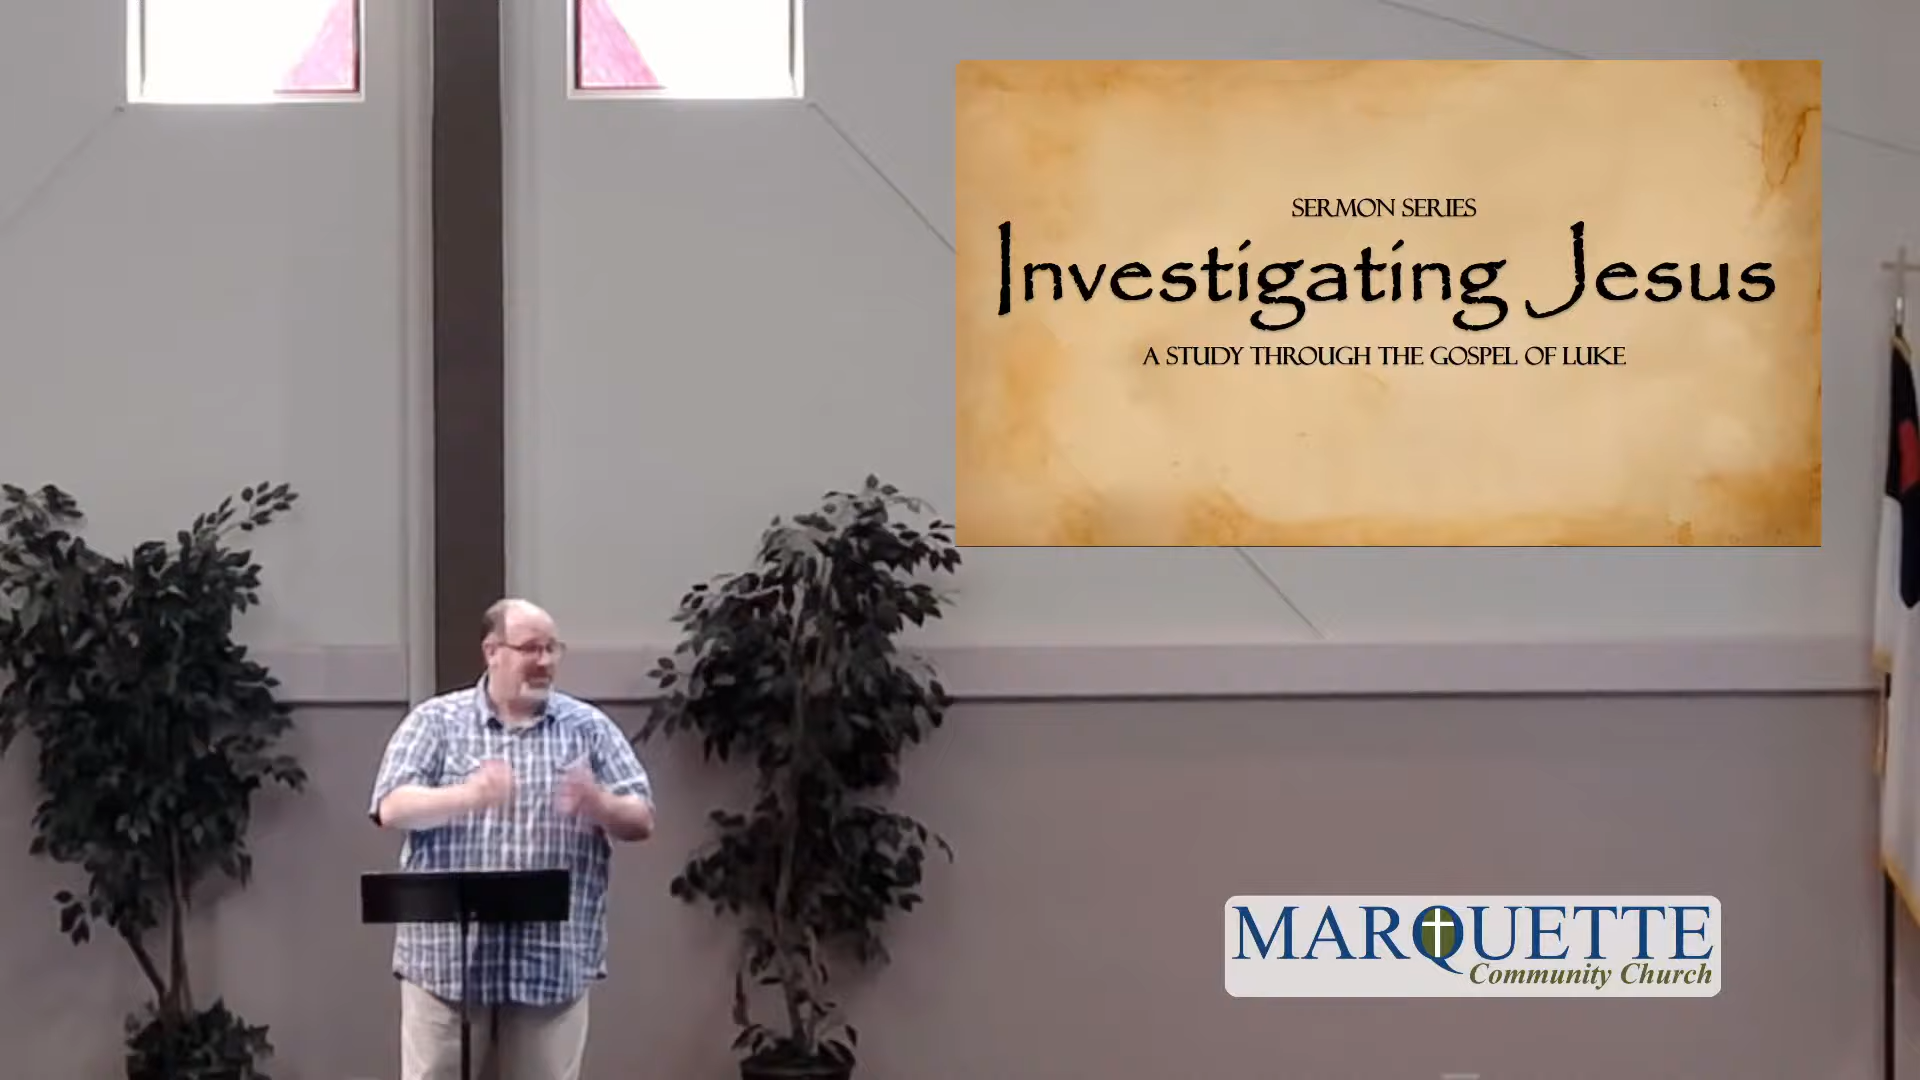 SERMON SERIES
Investigating Jesus
A STUDY THROUGH THE GOSPEL OF LUKE
MARQUETTE
Community Church